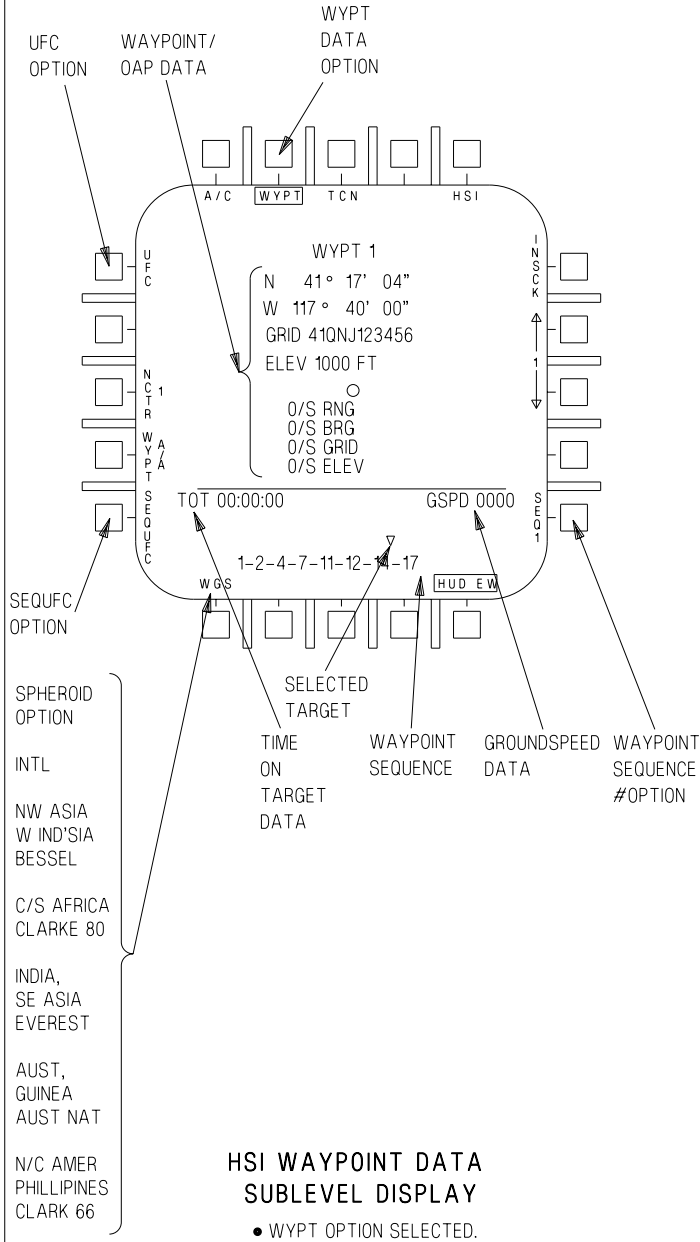 UFC
OPTION
WAYPOINT/
OAP DATA
WYPT
DATA
OPTION
A/C
WYPT
TCN
HSI
UFC
NCTR 1
WYPT A/A
SEQUFC
INSCK
1
SEQ1
WYPT 1
N 41° 17' 04”
W 117° 40' 00”
GRID 41QNJ123456
ELEV 1000 FT
O/S RNG
O/S BRG
O/S GRID
O/S ELEV
TOT 00:00:00
GSPD 0000
1-2-4-7-11-12-14-17
WGS
HUD EW
SEQUFC
OPTION
SELECTED
TARGET
TIME
ON
TARGET
DATA
WAYPOINT
SEQUENCE
GROUNDSPEED
DATA
WAYPOINT
SEQUENCE
#OPTION
SPHEROID
OPTION
INTL
NW ASIA
W IND'SIA
BESSEL
C/S AFRICA
CLARKE 80
INDIA,
SE ASIA
EVEREST
AUST,
GUINEA
AUST NAT
N/C AMER
PHILLIPINES
CLARK 66
HSI WAYPOINT DATA
SUBLEVEL DISPLAY
● WYPT OPTION SELECTED.